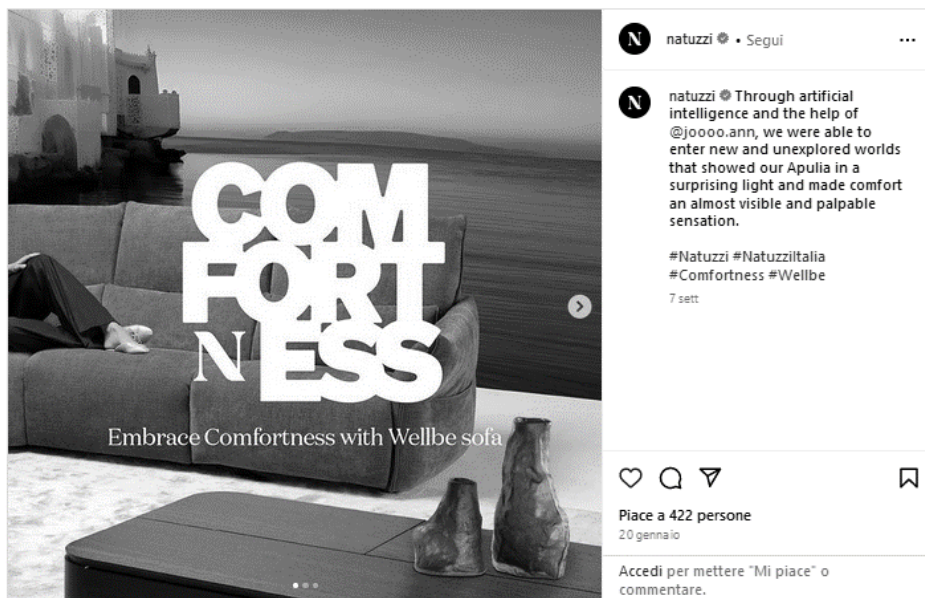 COM
FORT
NESS
Embrace Comfortness with Wellbe sofa
N
natuzzi • Segui
N
natuzzi Through artificial
intelligence and the help of
@joooo.ann, we were able to
enter new and unexplored worlds
that showed our Apulia in a
surprising light and made comfort
an almost visible and palpable
sensation.
#Natuzzi #NatuzziItalia
#Comfortness #Wellbe
7 sett
Piace a 422 persone
20 gennaio
Accedi per mettere "Mi piace" o
commentare.